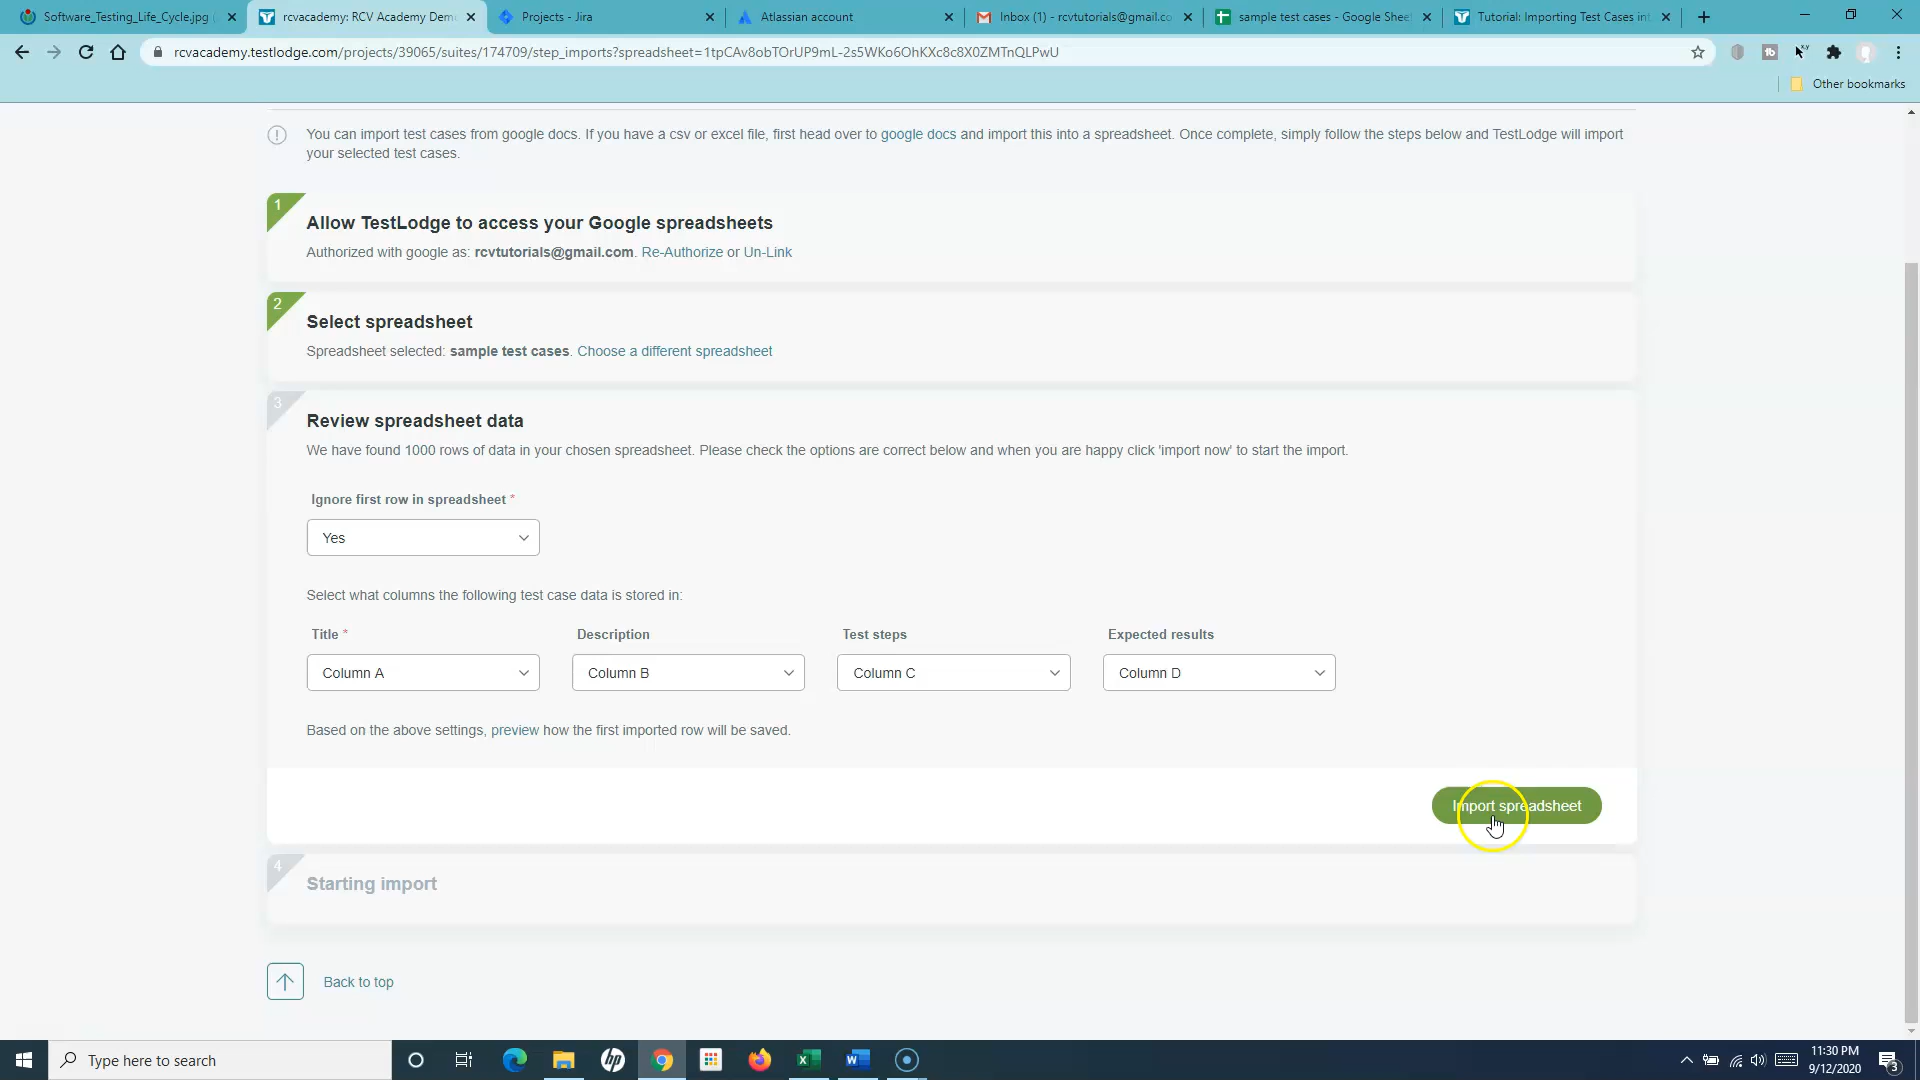 Software_Testing_Life_Cycle.jpg
rcvacademy: RCV Academy Dem
Projects - Jira
Atlassian account
Inbox (1) - rcvtutorials@gmail.co
sample test cases - Google Shee
Tutorial: Importing Test Cases in
rcvacademy.testlodge.com/projects/39065/suites/174709/step_imports?spreadsheet=1tpCAv8obTOrUP9mL-2s5WKo6OhKXc8c8X0ZMTnQLPwU
Other bookmarks
You can import test cases from google docs. If you have a csv or excel file, first head over to google docs and import this into a spreadsheet. Once complete, simply follow the steps below and TestLodge will import
your selected test cases.
1
Allow TestLodge to access your Google spreadsheets
Authorized with google as: rcvtutorials@gmail.com. Re-Authorize or Un-Link
2
Select spreadsheet
Spreadsheet selected: sample test cases. Choose a different spreadsheet
3
Review spreadsheet data
We have found 1000 rows of data in your chosen spreadsheet. Please check the options are correct below and when you are happy click 'import now' to start the import.
Ignore first row in spreadsheet *
Yes
Select what columns the following test case data is stored in:
Title * Description Test steps Expected results
Column A Column B Column C Column D
Based on the above settings, preview how the first imported row will be saved.
Import spreadsheet
4
Starting import
Back to top
Type here to search
11:30 PM
9/12/2020
3